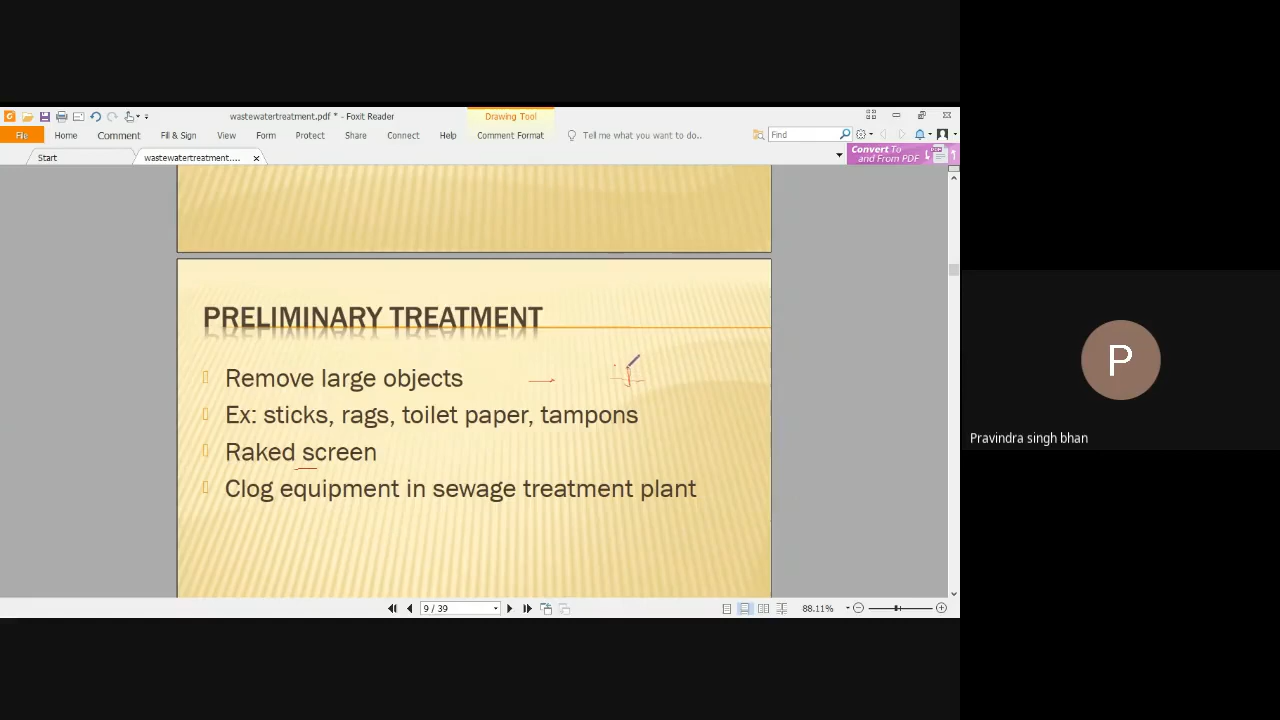 wastewatertreatment.pdf * - Foxit Reader
Drawing Tool
File
Home
Comment
Fill & Sign
View
Form
Protect
Share
Connect
Help
Comment Format
Tell me what you want to do..
Find
Start
wastewatertreatment....
Convert To
and From PDF
PDF
PRELIMINARY TREATMENT
Remove large objects
Ex: sticks, rags, toilet paper, tampons
Raked screen
Clog equipment in sewage treatment plant
9 / 39
88.11%
P
Pravindra singh bhan